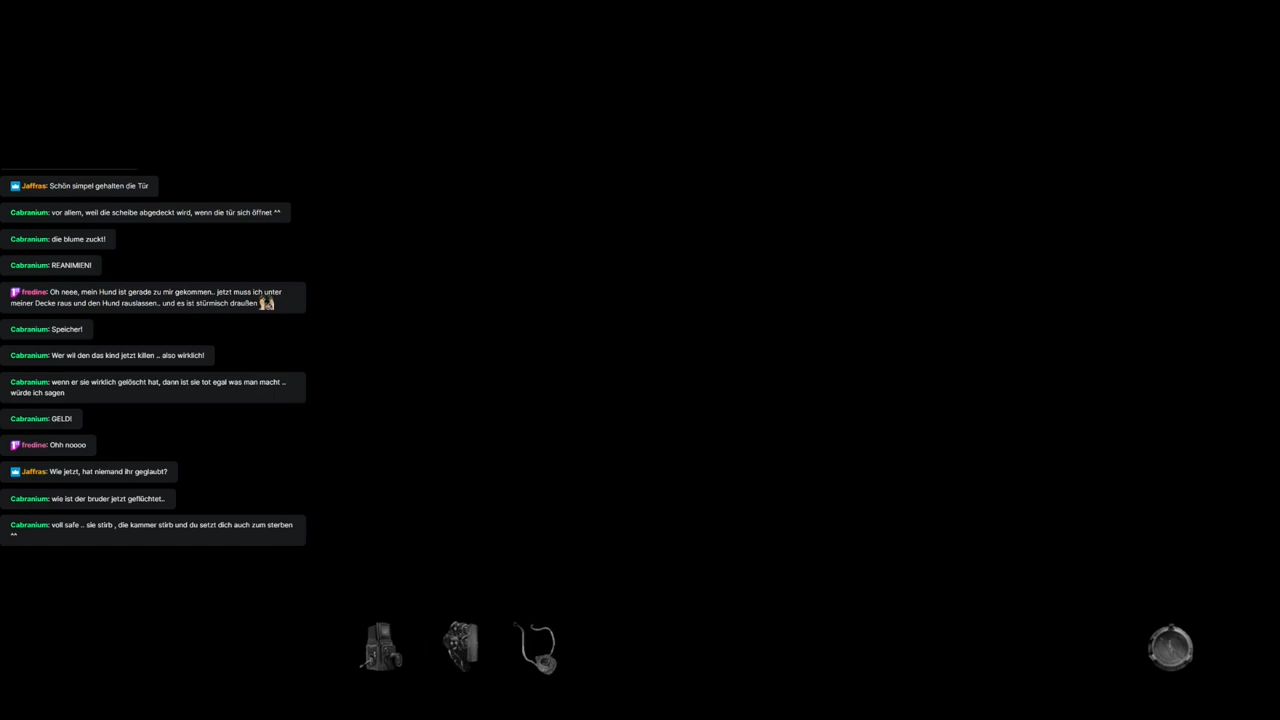 Jaffras: Schön simpel gehalten die Tür
Cabranium: vor allem, weil die scheibe abgedeckt wird, wenn die tür sich öffnet ^^
Cabranium: die blume zuckt!
Cabranium: REANIMIEN!
fredine: Oh neee, mein Hund ist gerade zu mir gekommen.. jetzt muss ich unter
meiner Decke raus und den Hund rauslassen.. und es ist stürmisch draußen
Cabranium: Speicher!
Cabranium: Wer wil den das kind jetzt killen .. also wirklich!
Cabranium: wenn er sie wirklich gelöscht hat, dann ist sie tot egal was man macht ..
würde ich sagen
Cabranium: GELD!
fredine: Ohh noooo
Jaffras: Wie jetzt, hat niemand ihr geglaubt?
Cabranium: wie ist der bruder jetzt geflüchtet..
Cabranium: voll safe .. sie stirb , die kammer stirb und du setzt dich auch zum sterben
^^